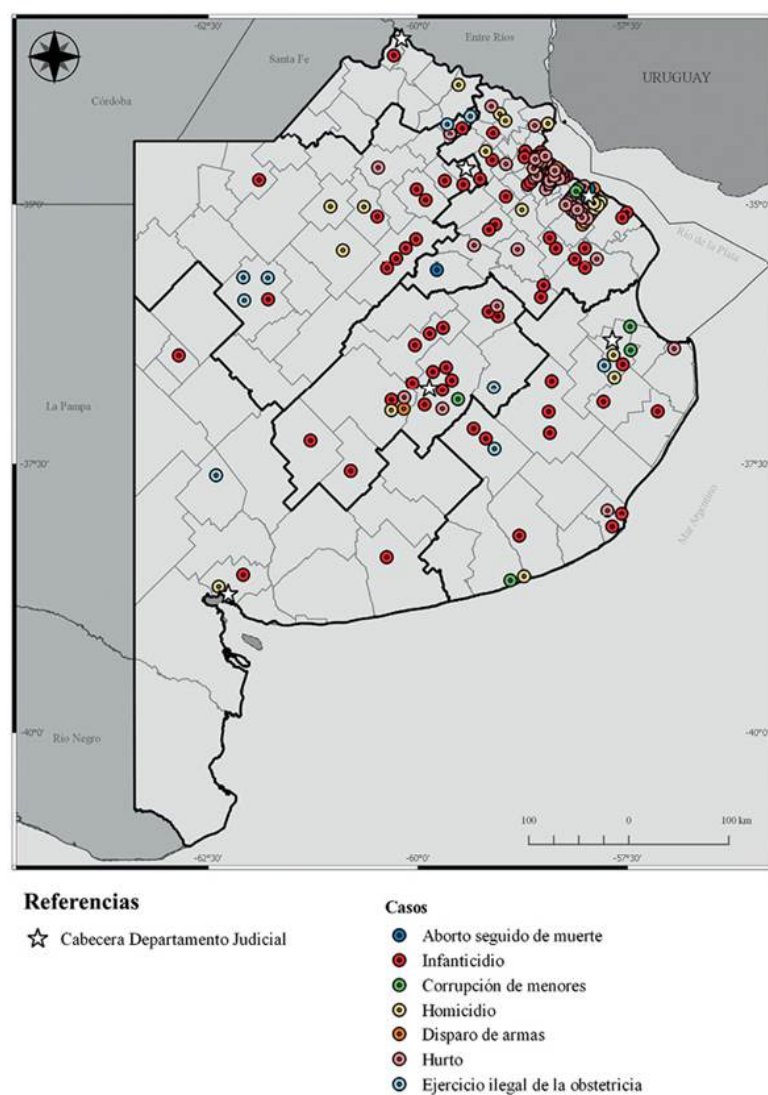 -62°30'
-60°0'
-57°30'
Entre Ríos
Santa Fe
URUGUAY
Córdoba
-35°0'
-35°0'
Río de la Plata
La Pampa
-37°30'
-37°30'
Mar Argentino
-40°0'
-40°0'
Río Negro
100 0 100 km
-62°30'
-60°0'
-57°30'
Referencias
Cabecera Departamento Judicial
Casos
Aborto seguido de muerte
Infanticidio
Corrupción de menores
Homicidio
Disparo de armas
Hurto
Ejercicio ilegal de la obstetricia